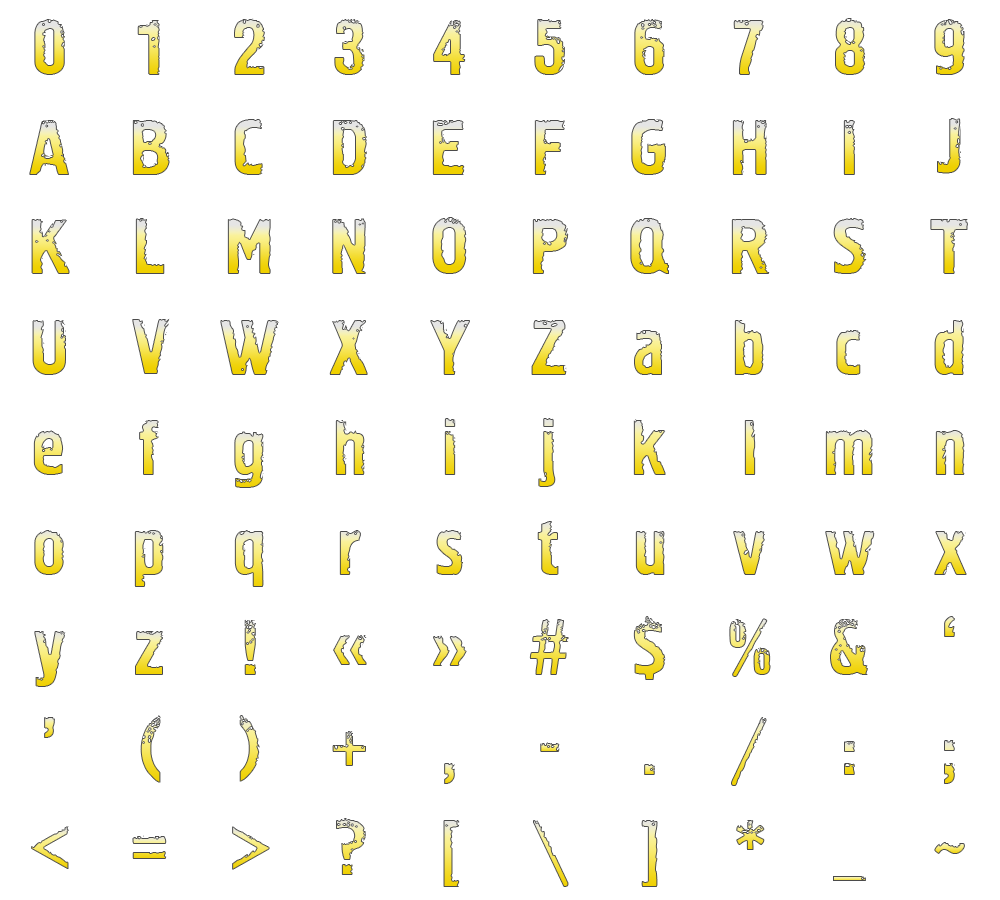 0 1 2 3 4 5 6 7 8 9
A B C D E F G H I J
K L M N O P Q R S T
U V W X Y Z a b c d
e f g h i j k l m n
o p q r s t u v w x
y z ! « » # $ % & ‘
’ ( ) + , - . / : ;
< = > ? [ \ ] * _ ~